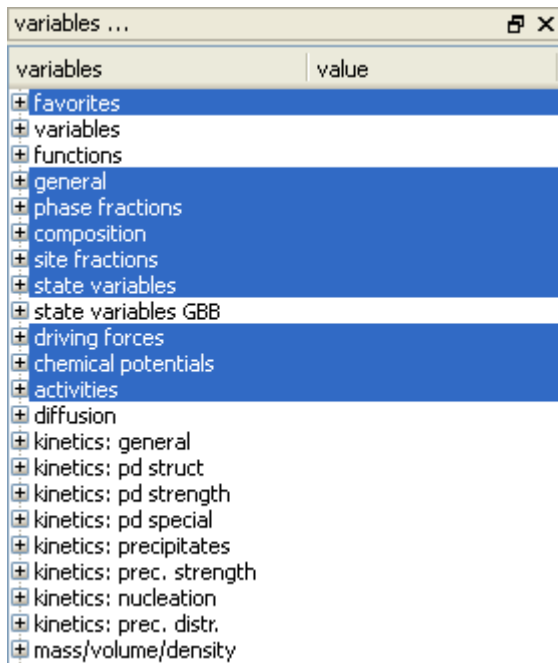 variables ...
variables value
favorites
variables
functions
general
phase fractions
composition
site fractions
state variables
state variables GBB
driving forces
chemical potentials
activities
diffusion
kinetics: general
kinetics: pd struct
kinetics: pd strength
kinetics: pd special
kinetics: precipitates
kinetics: prec. strength
kinetics: nucleation
kinetics: prec. distr.
mass/volume/density